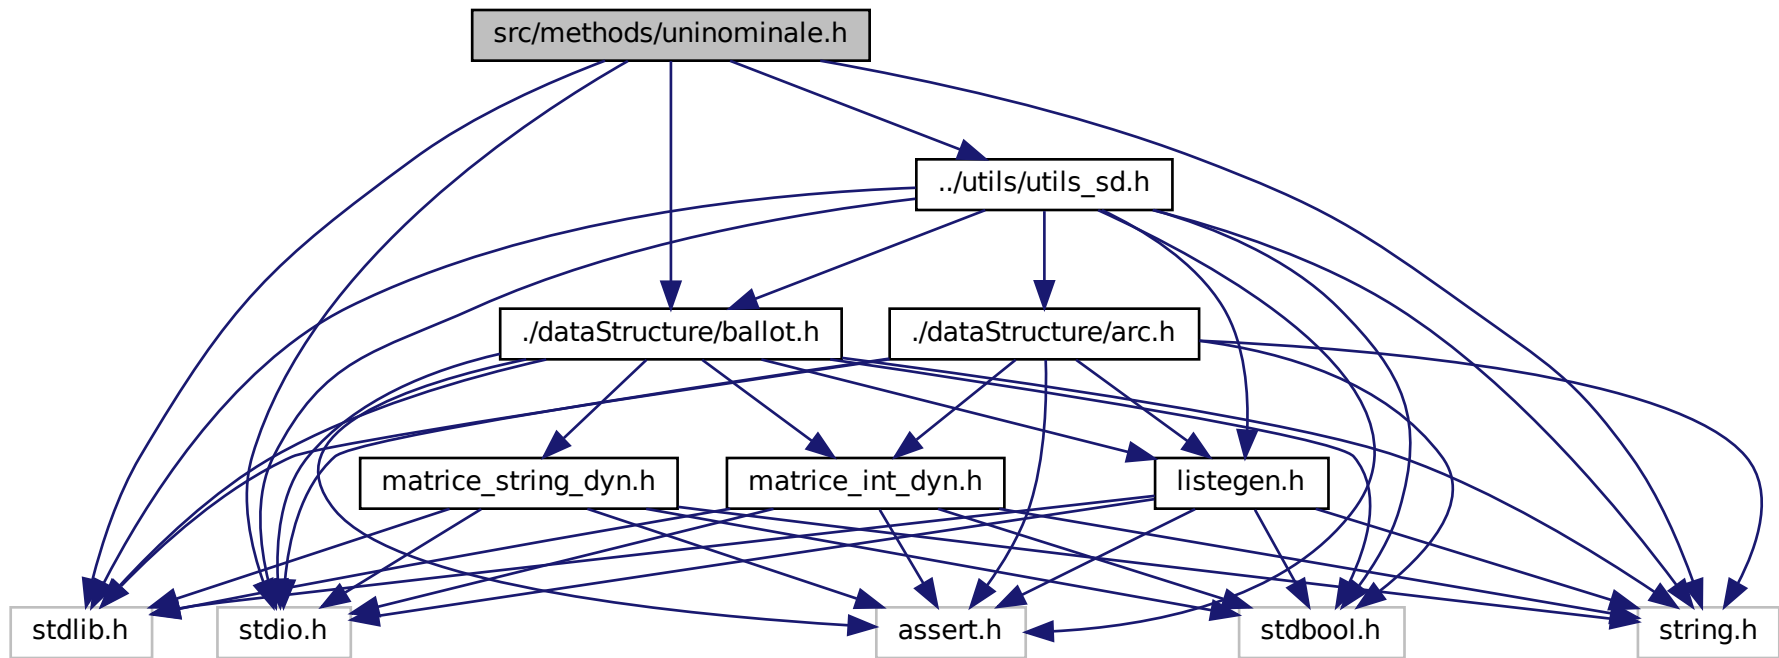 src/methods/uninominale.h
../utils/utils_sd.h
./dataStructure/ballot.h
./dataStructure/arc.h
matrice_string_dyn.h
matrice_int_dyn.h
listegen.h
stdlib.h
stdio.h
assert.h
stdbool.h
string.h